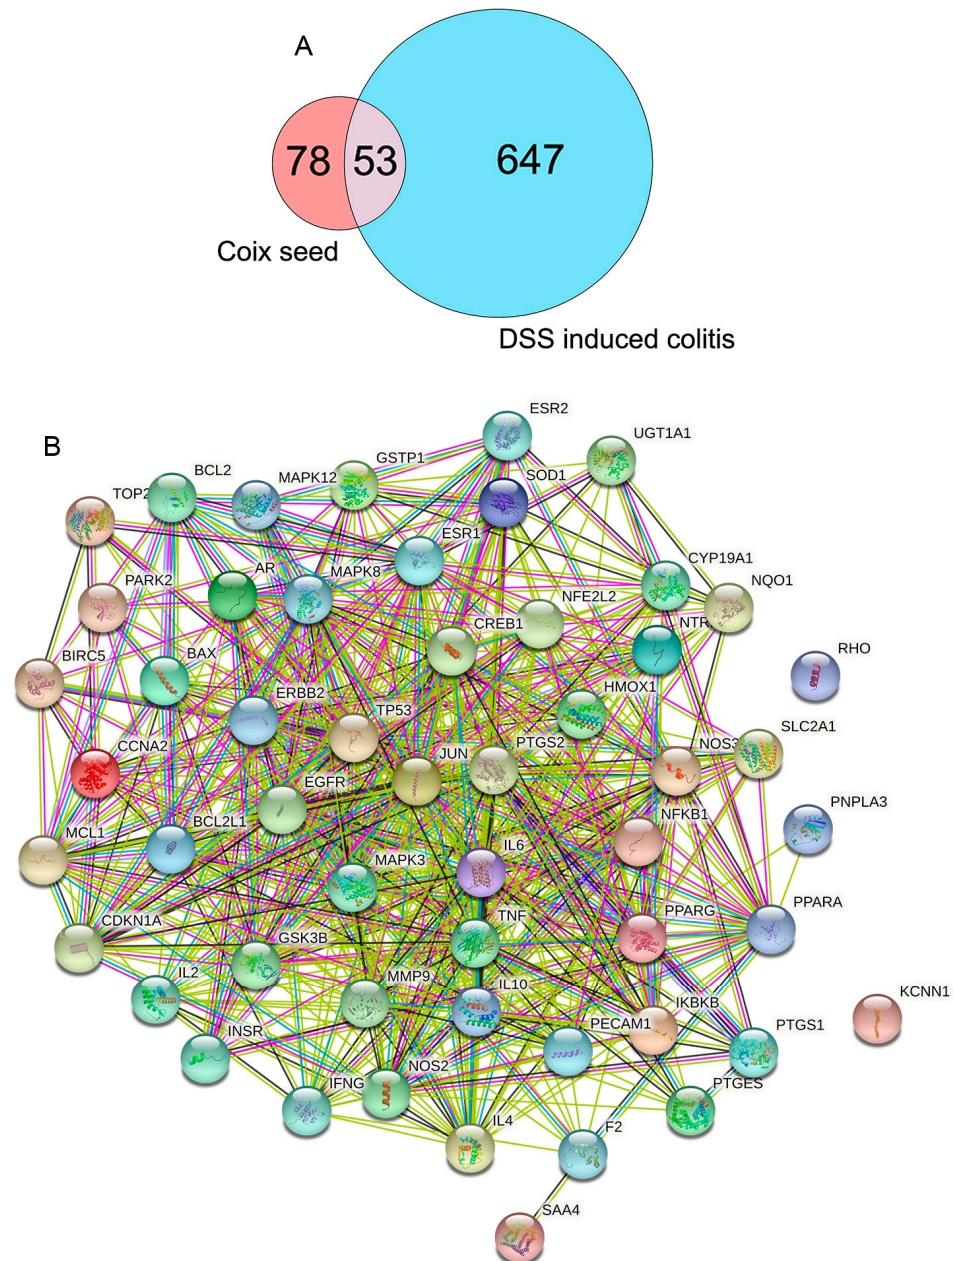 A
78 53 647
Coix seed
DSS induced colitis
B
ESR2
UGT1A1
GSTP1
BCL2
MAPK12
SOD1
TOP2
ESR1
CYP19A1
AR
MAPK8
NQO1
PARK2
NFE2L2
CREB1
NTR
BIRC5
BAX
RHO
ERBB2
HMOX1
TP53
SLC2A1
CCNA2
JUN
PTGS2
NOS3
EGFR
PNPLA3
MCL1
BCL2L1
NFKB1
IL6
MAPK3
PPARA
CDKN1A
TNF
PPARG
GSK3B
IL2
MMP9
IL10
KCNN1
IKBKB
PECAM1
PTGS1
INSR
NOS2
IFNG
PTGES
IL4
F2
SAA4